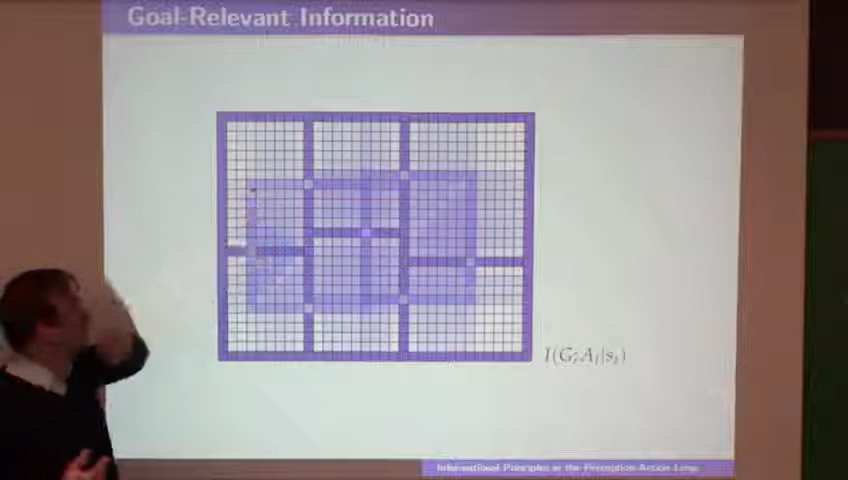 Goal-Relevant Information
I(G; A_t|s_t)
Informational Principles in the Perception-Action Loop